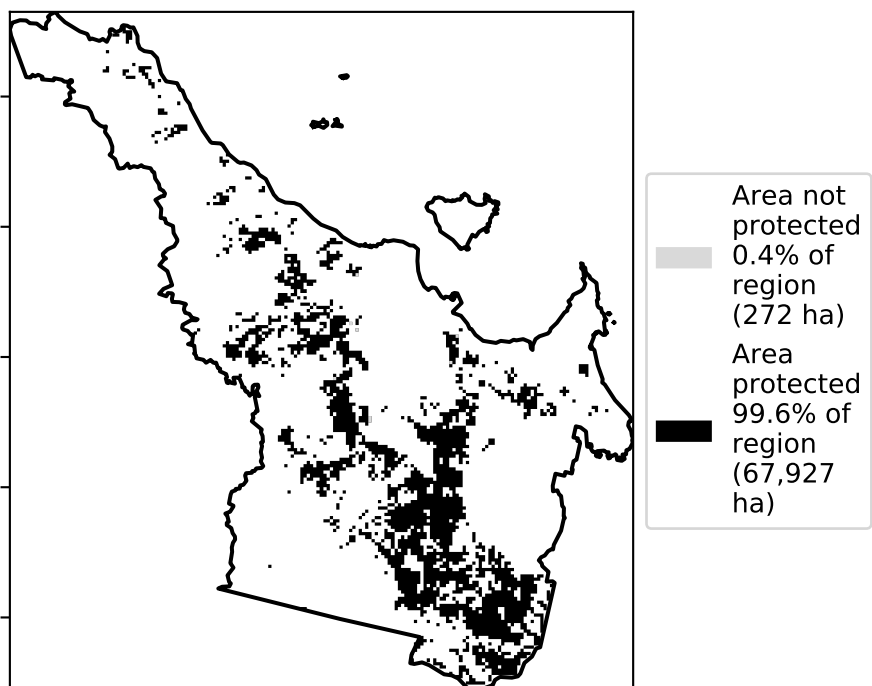 Area not
protected
0.4% of
region
(272 ha)
Area
protected
99.6% of
region
(67,927
ha)